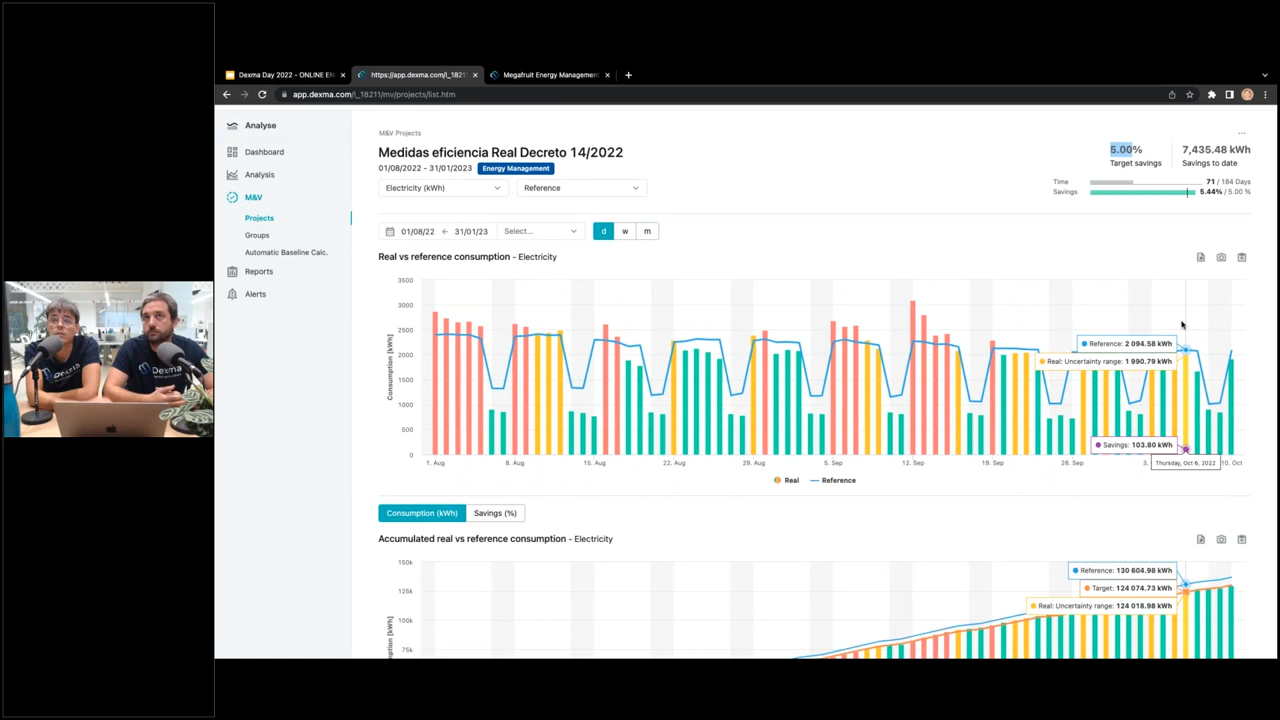 Dexma Day 2022 - ONLINE EN
https://app.dexma.com/l_1821
Megafruit Energy Management
app.dexma.com/l_18211/mv/projects/list.htm
Analyse
Dashboard
Analysis
M&V
Projects
Groups
Automatic Baseline Calc.
Reports
Alerts
M&V Projects
Medidas eficiencia Real Decreto 14/2022
01/08/2022 - 31/01/2023 Energy Management
Electricity (kWh) Reference
5.00% 7,435.48 kWh
Target savings Savings to date
Time 71 / 184 Days
Savings 5.44% / 5.00 %
01/08/22 31/01/23 Select... d w m
Real vs reference consumption - Electricity
Consumption [kWh]
3500
3000
2500
2000
1500
1000
500
0
Reference: 2 094.58 kWh
Real: Uncertainty range: 1 990.79 kWh
Savings: 103.80 kWh
1. Aug 8. Aug 15. Aug 22. Aug 29. Aug 5. Sep 12. Sep 19. Sep 26. Sep 3. Thursday, Oct 6, 2022 10. Oct
Real Reference
Consumption (kWh) Savings (%)
Accumulated real vs reference consumption - Electricity
150k
125k
100k
75k
[kWh]
Reference: 130 604.98 kWh
Target: 124 074.73 kWh
Real: Uncertainty range: 124 018.98 kWh
Dexma
Dexma